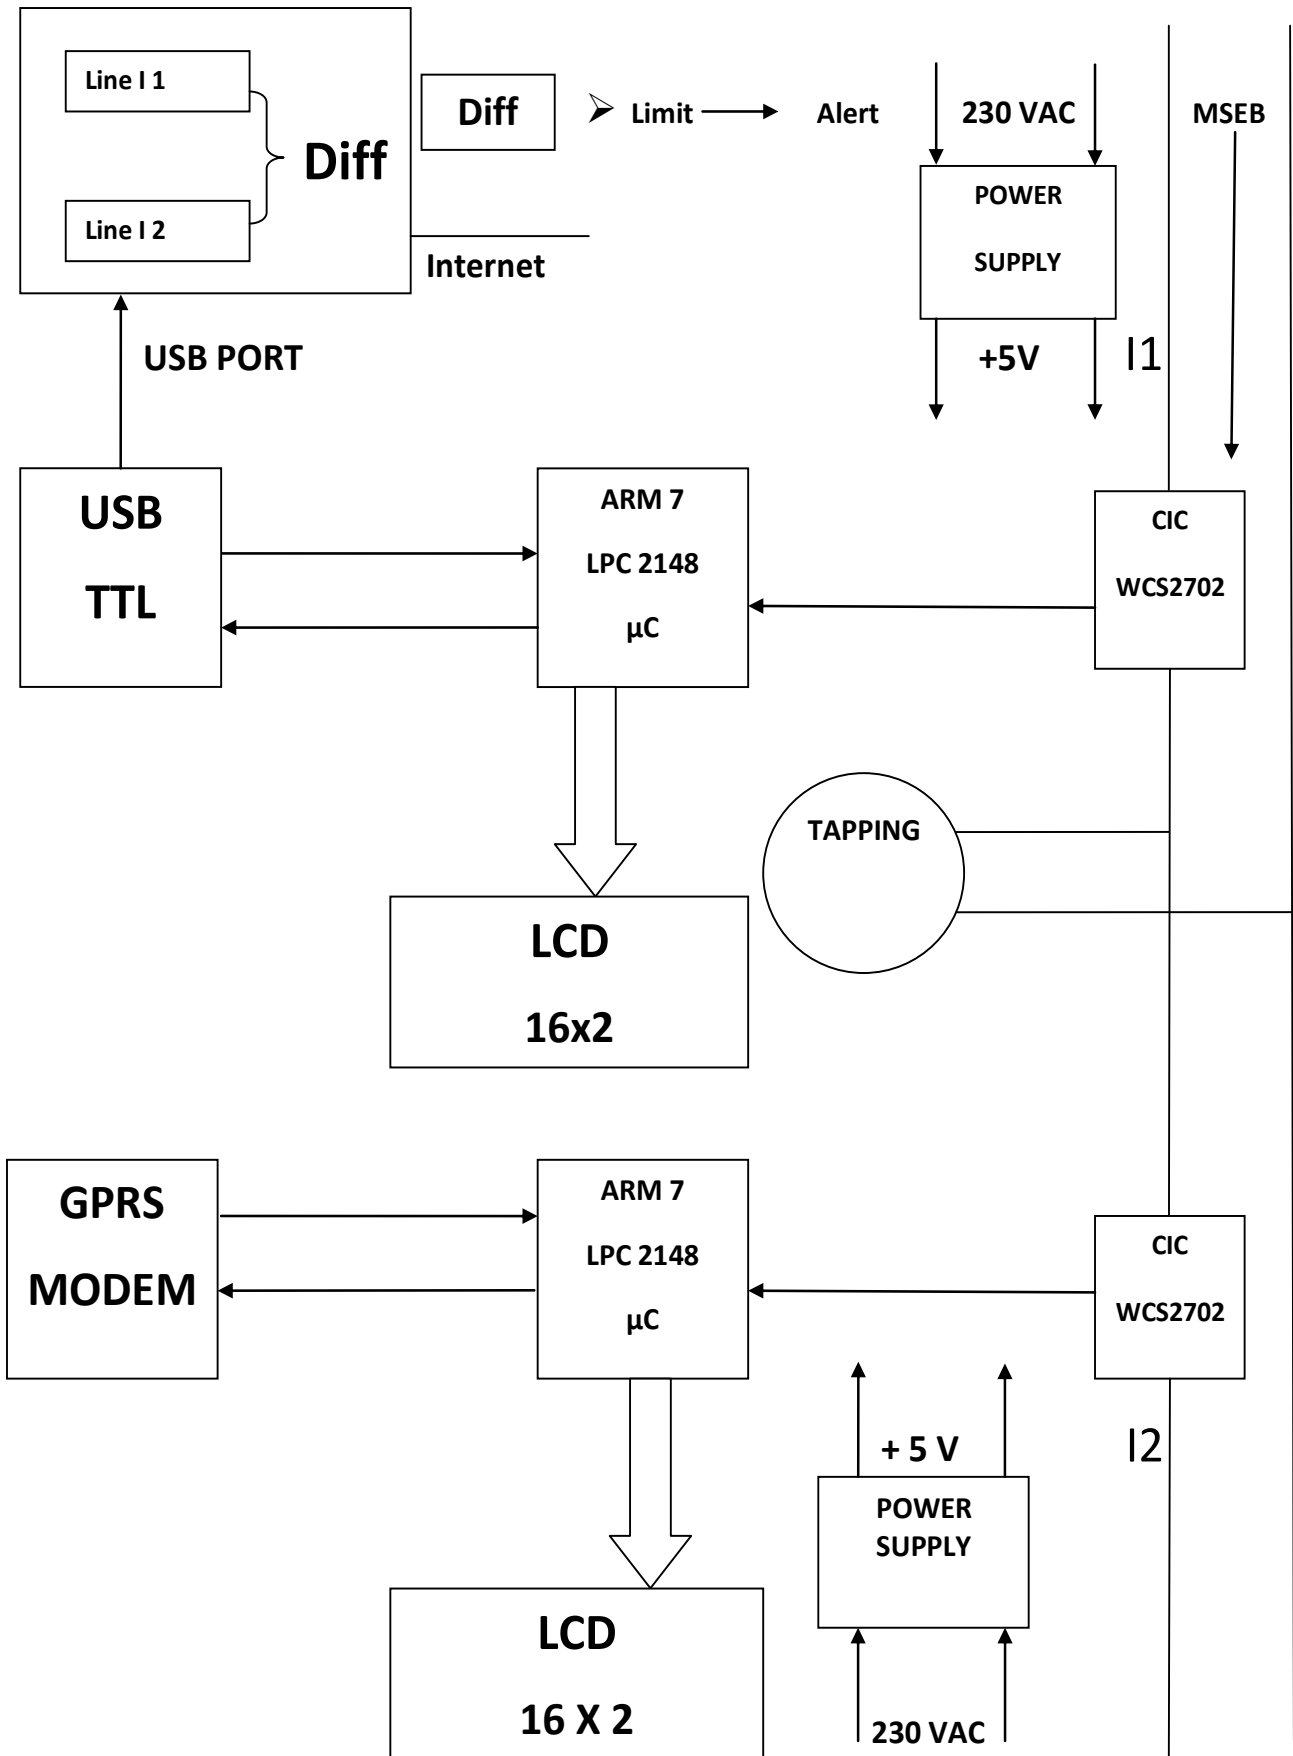 Line I 1
Line I 2
Diff
Diff
Limit
Alert
Internet
230 VAC
POWER
SUPPLY
+5V
MSEB
I1
USB PORT
USB
TTL
ARM 7
LPC 2148
µC
CIC
WCS2702
TAPPING
LCD
16x2
GPRS
MODEM
ARM 7
LPC 2148
µC
CIC
WCS2702
I2
+ 5 V
POWER
SUPPLY
230 VAC
LCD
16 X 2